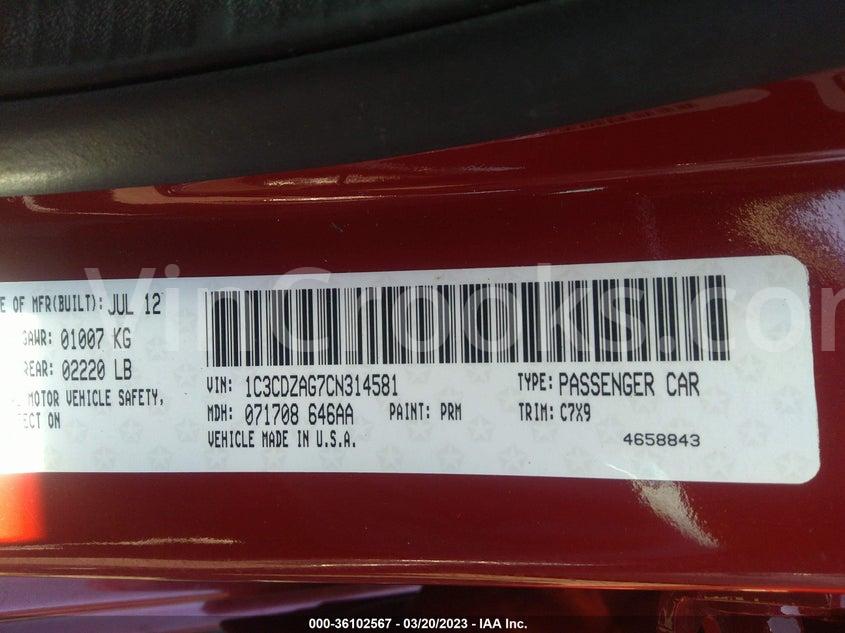 E OF MFR(BUILT): JUL 12
GAWR: 01007 KG
REAR: 02220 LB
MOTOR VEHICLE SAFETY,
ECT ON
VIN: 1C3CDZAG7CN314581
TYPE: PASSENGER CAR
MDH: 071708 646AA
PAINT: PRM
TRIM: C7X9
VEHICLE MADE IN U.S.A.
4658843
VinCrooks.com
000-36102567 — 03/20/2023 — IAA Inc.